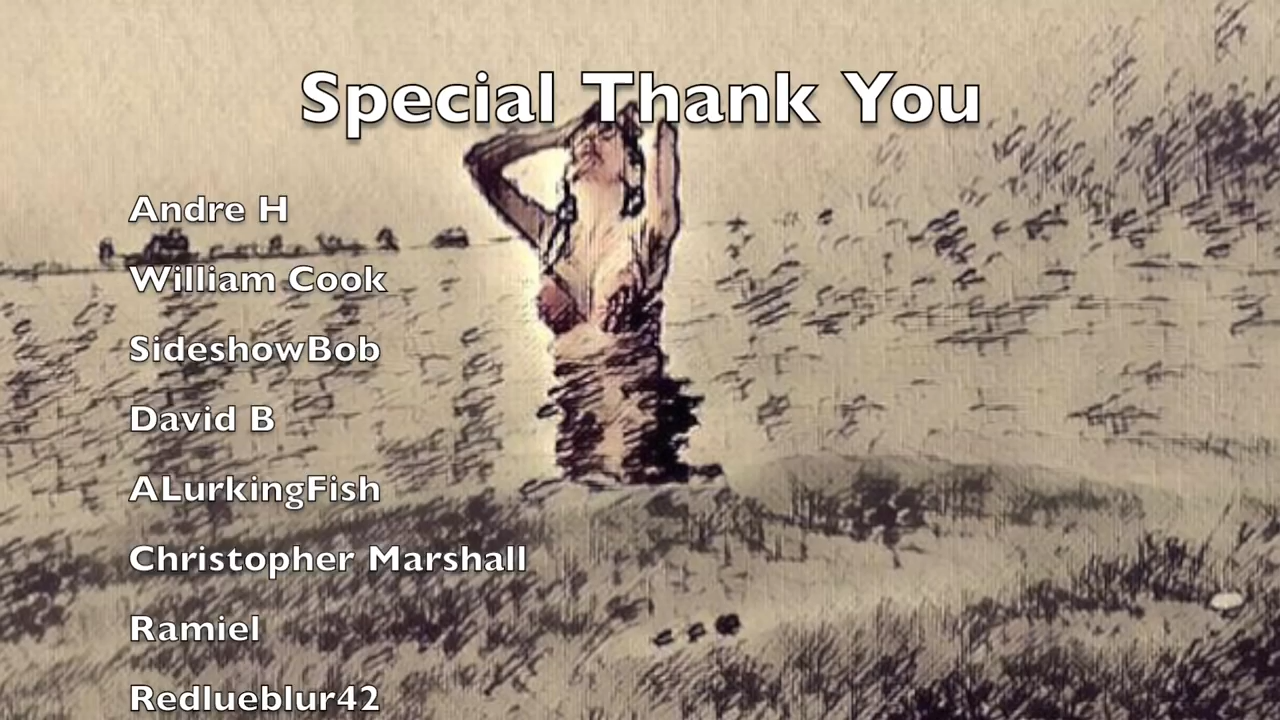 Special Thank You
Andre H
William Cook
SideshowBob
David B
ALurkingFish
Christopher Marshall
Ramiel
Redlueblur42